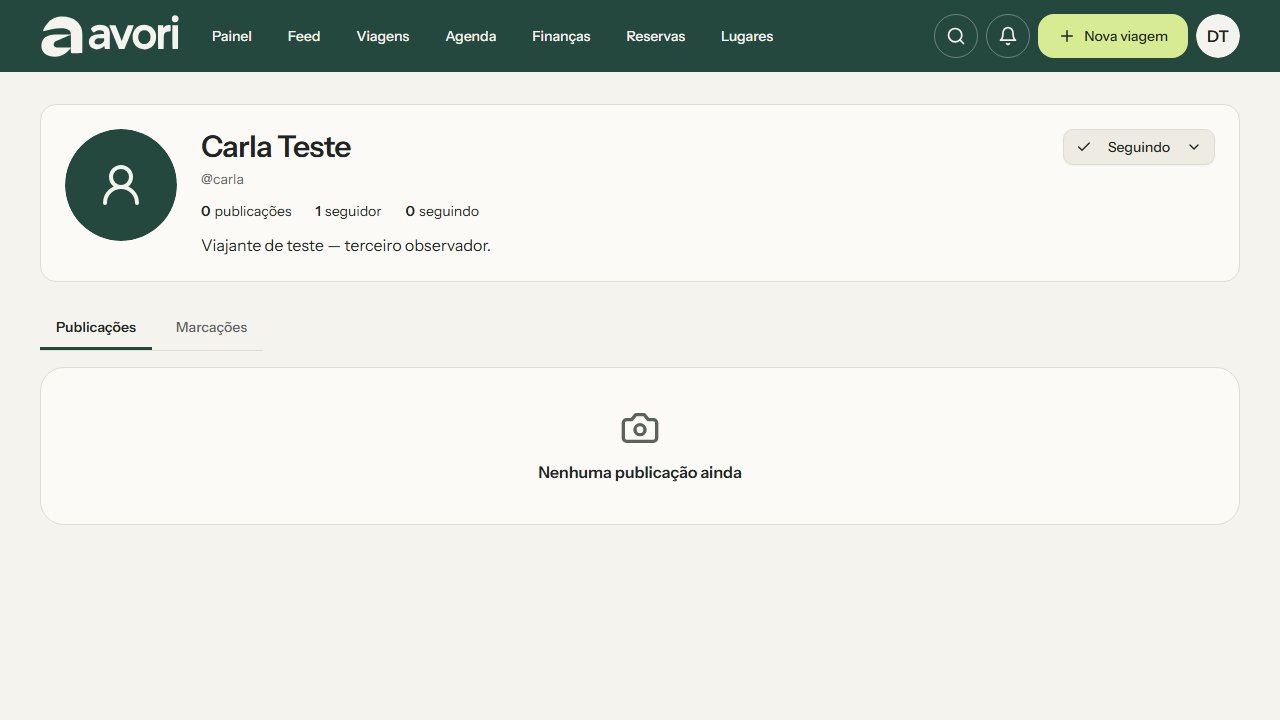 a avori Painel Feed Viagens Agenda Finanças Reservas Lugares Nova viagem DT
Carla Teste
Seguindo
@carla
0 publicações 1 seguidor 0 seguindo
Viajante de teste — terceiro observador.
Publicações Marcações
Nenhuma publicação ainda